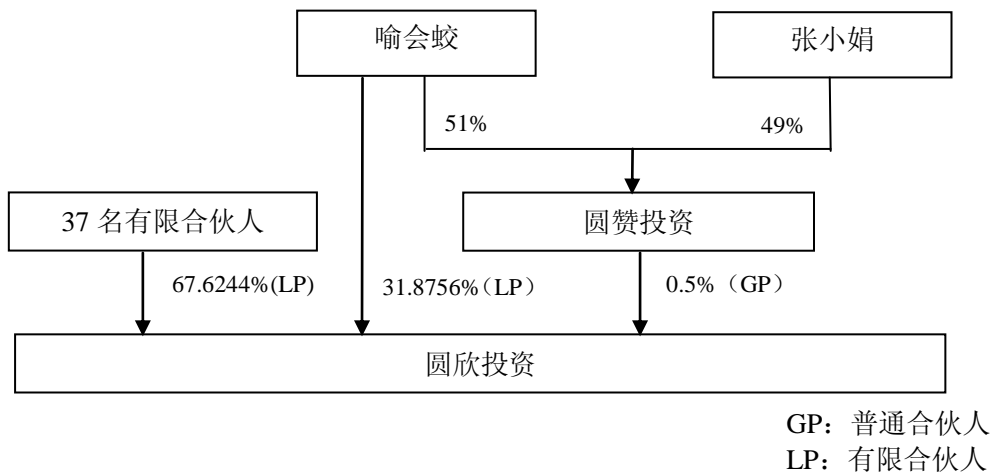 喻会蛟
张小娟
51%
49%
37 名有限合伙人
圆赞投资
67.6244%(LP)
31.8756%（LP）
0.5%（GP）
圆欣投资
GP：普通合伙人
LP：有限合伙人